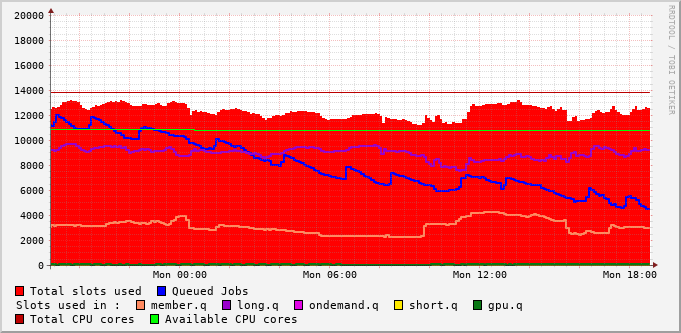 RRDTOOL / TOBI OETIKER
20000
18000
16000
14000
12000
10000
8000
6000
4000
2000
0
Mon 00:00 Mon 06:00 Mon 12:00 Mon 18:00
Total slots used Queued Jobs
Slots used in : member.q long.q ondemand.q short.q gpu.q
Total CPU cores Available CPU cores